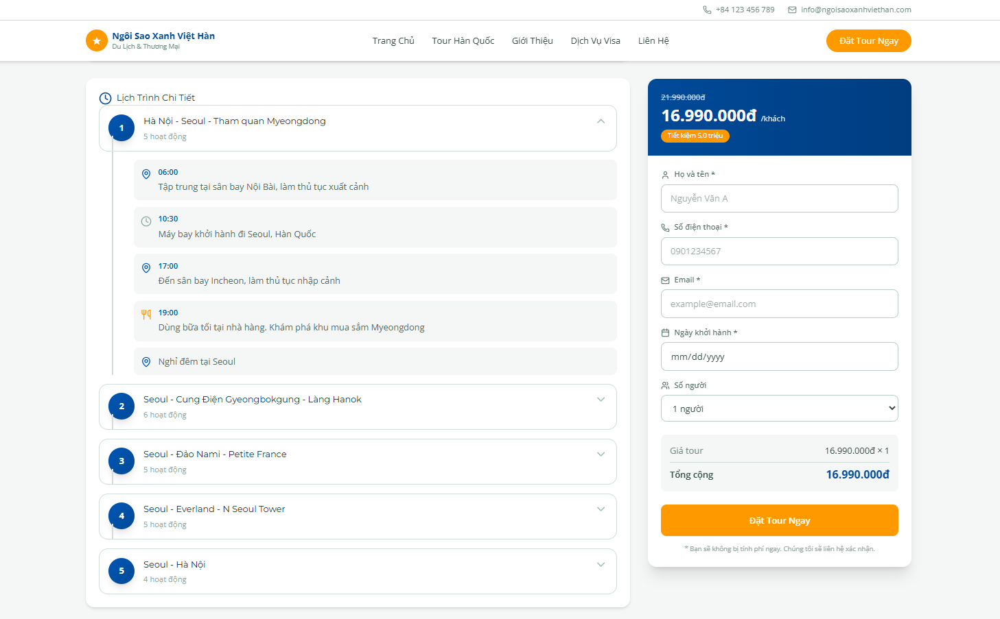 +84 123 456 789
info@ngoisaoxanhviethan.com
Ngôi Sao Xanh Việt Hàn
Du Lịch & Thương Mại
Trang Chủ
Tour Hàn Quốc
Giới Thiệu
Dịch Vụ Visa
Liên Hệ
Đặt Tour Ngay
Lịch Trình Chi Tiết
1
Hà Nội - Seoul - Tham quan Myeongdong
5 hoạt động
06:00
Tập trung tại sân bay Nội Bài, làm thủ tục xuất cảnh
10:30
Máy bay khởi hành đi Seoul, Hàn Quốc
17:00
Đến sân bay Incheon, làm thủ tục nhập cảnh
19:00
Dùng bữa tối tại nhà hàng. Khám phá khu mua sắm Myeongdong
Nghỉ đêm tại Seoul
2
Seoul - Cung Điện Gyeongbokgung - Làng Hanok
6 hoạt động
3
Seoul - Đảo Nami - Petite France
5 hoạt động
4
Seoul - Everland - N Seoul Tower
5 hoạt động
5
Seoul - Hà Nội
4 hoạt động
21.990.000đ
16.990.000đ /khách
Tiết kiệm 5.0 triệu
Họ và tên *
Nguyễn Văn A
Số điện thoại *
0901234567
Email *
example@email.com
Ngày khởi hành *
mm/dd/yyyy
Số người
1 người
Giá tour
16.990.000đ × 1
Tổng cộng
16.990.000đ
Đặt Tour Ngay
* Bạn sẽ không bị tính phí ngay. Chúng tôi sẽ liên hệ xác nhận.